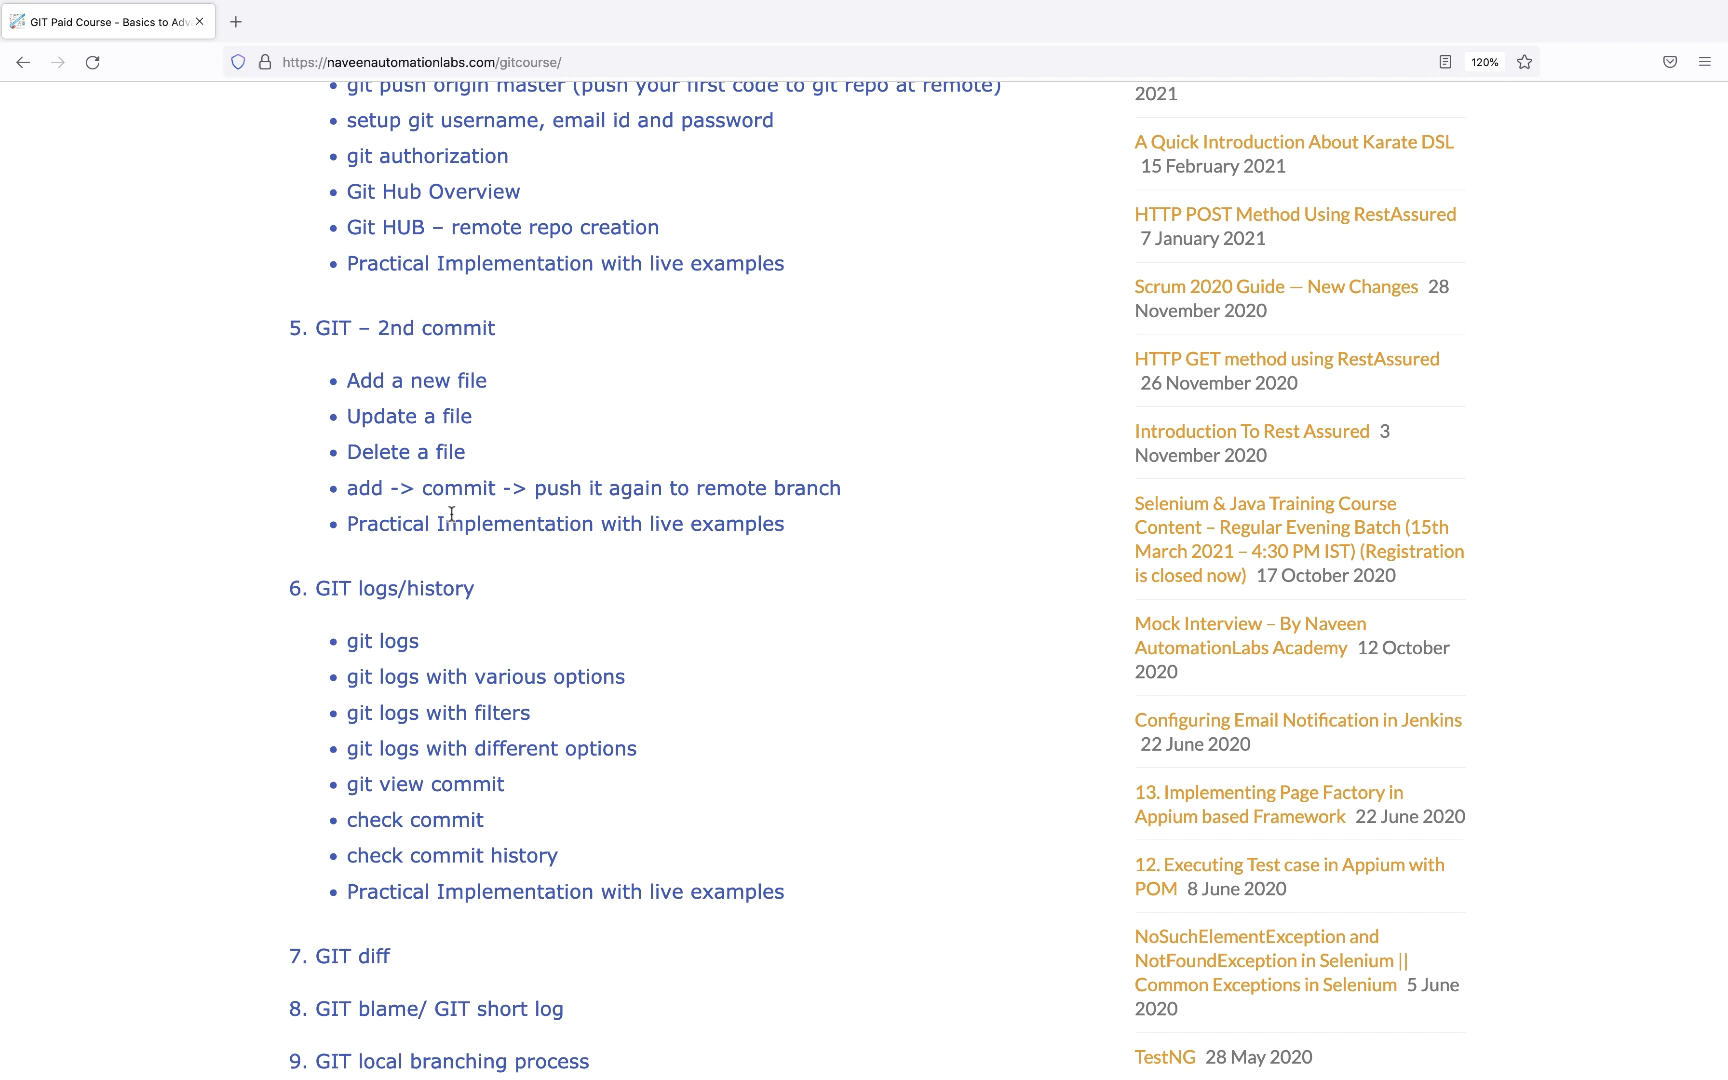 GIT Paid Course - Basics to Adv
https://naveenautomationlabs.com/gitcourse/
120%
• git push origin master (push your first code to git repo at remote)
• setup git username, email id and password
• git authorization
• Git Hub Overview
• Git HUB – remote repo creation
• Practical Implementation with live examples
5. GIT – 2nd commit
• Add a new file
• Update a file
• Delete a file
• add -> commit -> push it again to remote branch
• Practical Implementation with live examples
6. GIT logs/history
• git logs
• git logs with various options
• git logs with filters
• git logs with different options
• git view commit
• check commit
• check commit history
• Practical Implementation with live examples
7. GIT diff
8. GIT blame/ GIT short log
9. GIT local branching process
2021
A Quick Introduction About Karate DSL
15 February 2021
HTTP POST Method Using RestAssured
7 January 2021
Scrum 2020 Guide — New Changes 28
November 2020
HTTP GET method using RestAssured
26 November 2020
Introduction To Rest Assured 3
November 2020
Selenium & Java Training Course
Content – Regular Evening Batch (15th
March 2021 – 4:30 PM IST) (Registration
is closed now) 17 October 2020
Mock Interview – By Naveen
AutomationLabs Academy 12 October
2020
Configuring Email Notification in Jenkins
22 June 2020
13. Implementing Page Factory in
Appium based Framework 22 June 2020
12. Executing Test case in Appium with
POM 8 June 2020
NoSuchElementException and
NotFoundException in Selenium ||
Common Exceptions in Selenium 5 June
2020
TestNG 28 May 2020